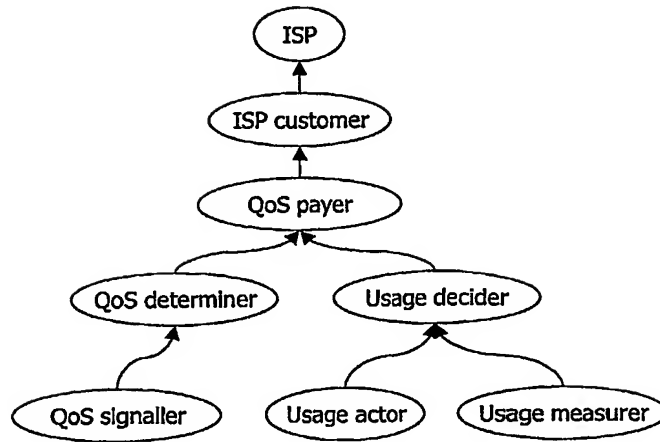 ISP
ISP customer
QoS payer
QoS determiner
Usage decider
QoS signaller
Usage actor
Usage measurer